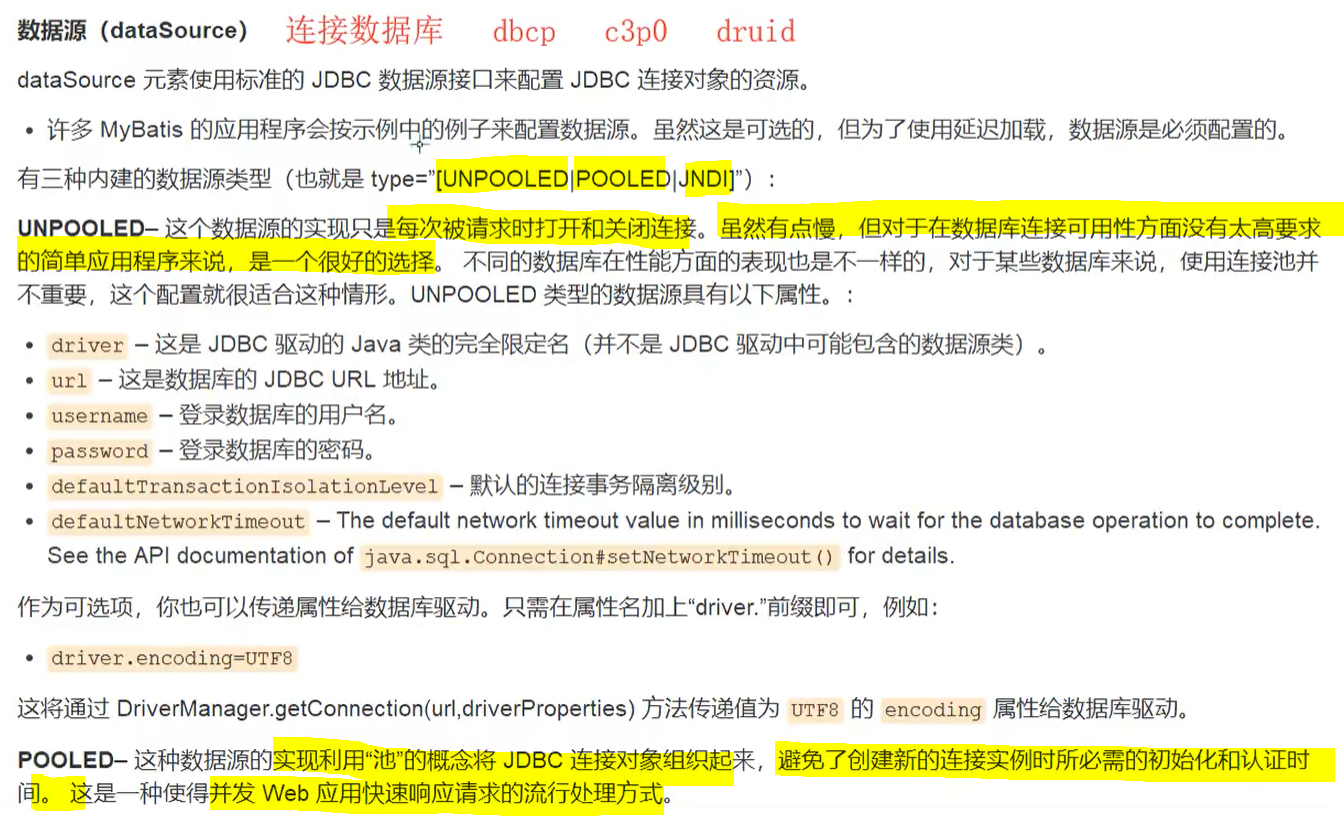 数据源（dataSource） 连接数据库 dbcp c3p0 druid
dataSource 元素使用标准的 JDBC 数据源接口来配置 JDBC 连接对象的资源。
• 许多 MyBatis 的应用程序会按示例中的例子来配置数据源。虽然这是可选的，但为了使用延迟加载，数据源是必须配置的。
有三种内建的数据源类型（也就是 type=”[UNPOOLED|POOLED|JNDI]”）：
UNPOOLED– 这个数据源的实现只是每次被请求时打开和关闭连接。虽然有点慢，但对于在数据库连接可用性方面没有太高要求
的简单应用程序来说，是一个很好的选择。 不同的数据库在性能方面的表现也是不一样的，对于某些数据库来说，使用连接池并
不重要，这个配置就很适合这种情形。UNPOOLED 类型的数据源具有以下属性。：
• driver – 这是 JDBC 驱动的 Java 类的完全限定名（并不是 JDBC 驱动中可能包含的数据源类）。
• url – 这是数据库的 JDBC URL 地址。
• username – 登录数据库的用户名。
• password – 登录数据库的密码。
• defaultTransactionIsolationLevel – 默认的连接事务隔离级别。
• defaultNetworkTimeout – The default network timeout value in milliseconds to wait for the database operation to complete.
See the API documentation of java.sql.Connection#setNetworkTimeout() for details.
作为可选项，你也可以传递属性给数据库驱动。只需在属性名加上“driver.”前缀即可，例如：
• driver.encoding=UTF8
这将通过 DriverManager.getConnection(url,driverProperties) 方法传递值为 UTF8 的 encoding 属性给数据库驱动。
POOLED– 这种数据源的实现利用“池”的概念将 JDBC 连接对象组织起来，避免了创建新的连接实例时所必需的初始化和认证时
间。 这是一种使得并发 Web 应用快速响应请求的流行处理方式。